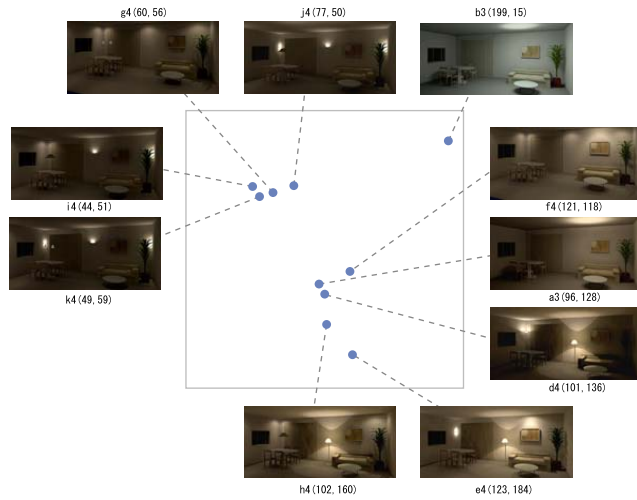 g4(60, 56)
j4(77, 50)
b3(199, 15)
i4(44, 51)
f4(121, 118)
k4(49, 59)
a3(96, 128)
d4(101, 136)
h4(102, 160)
e4(123, 184)